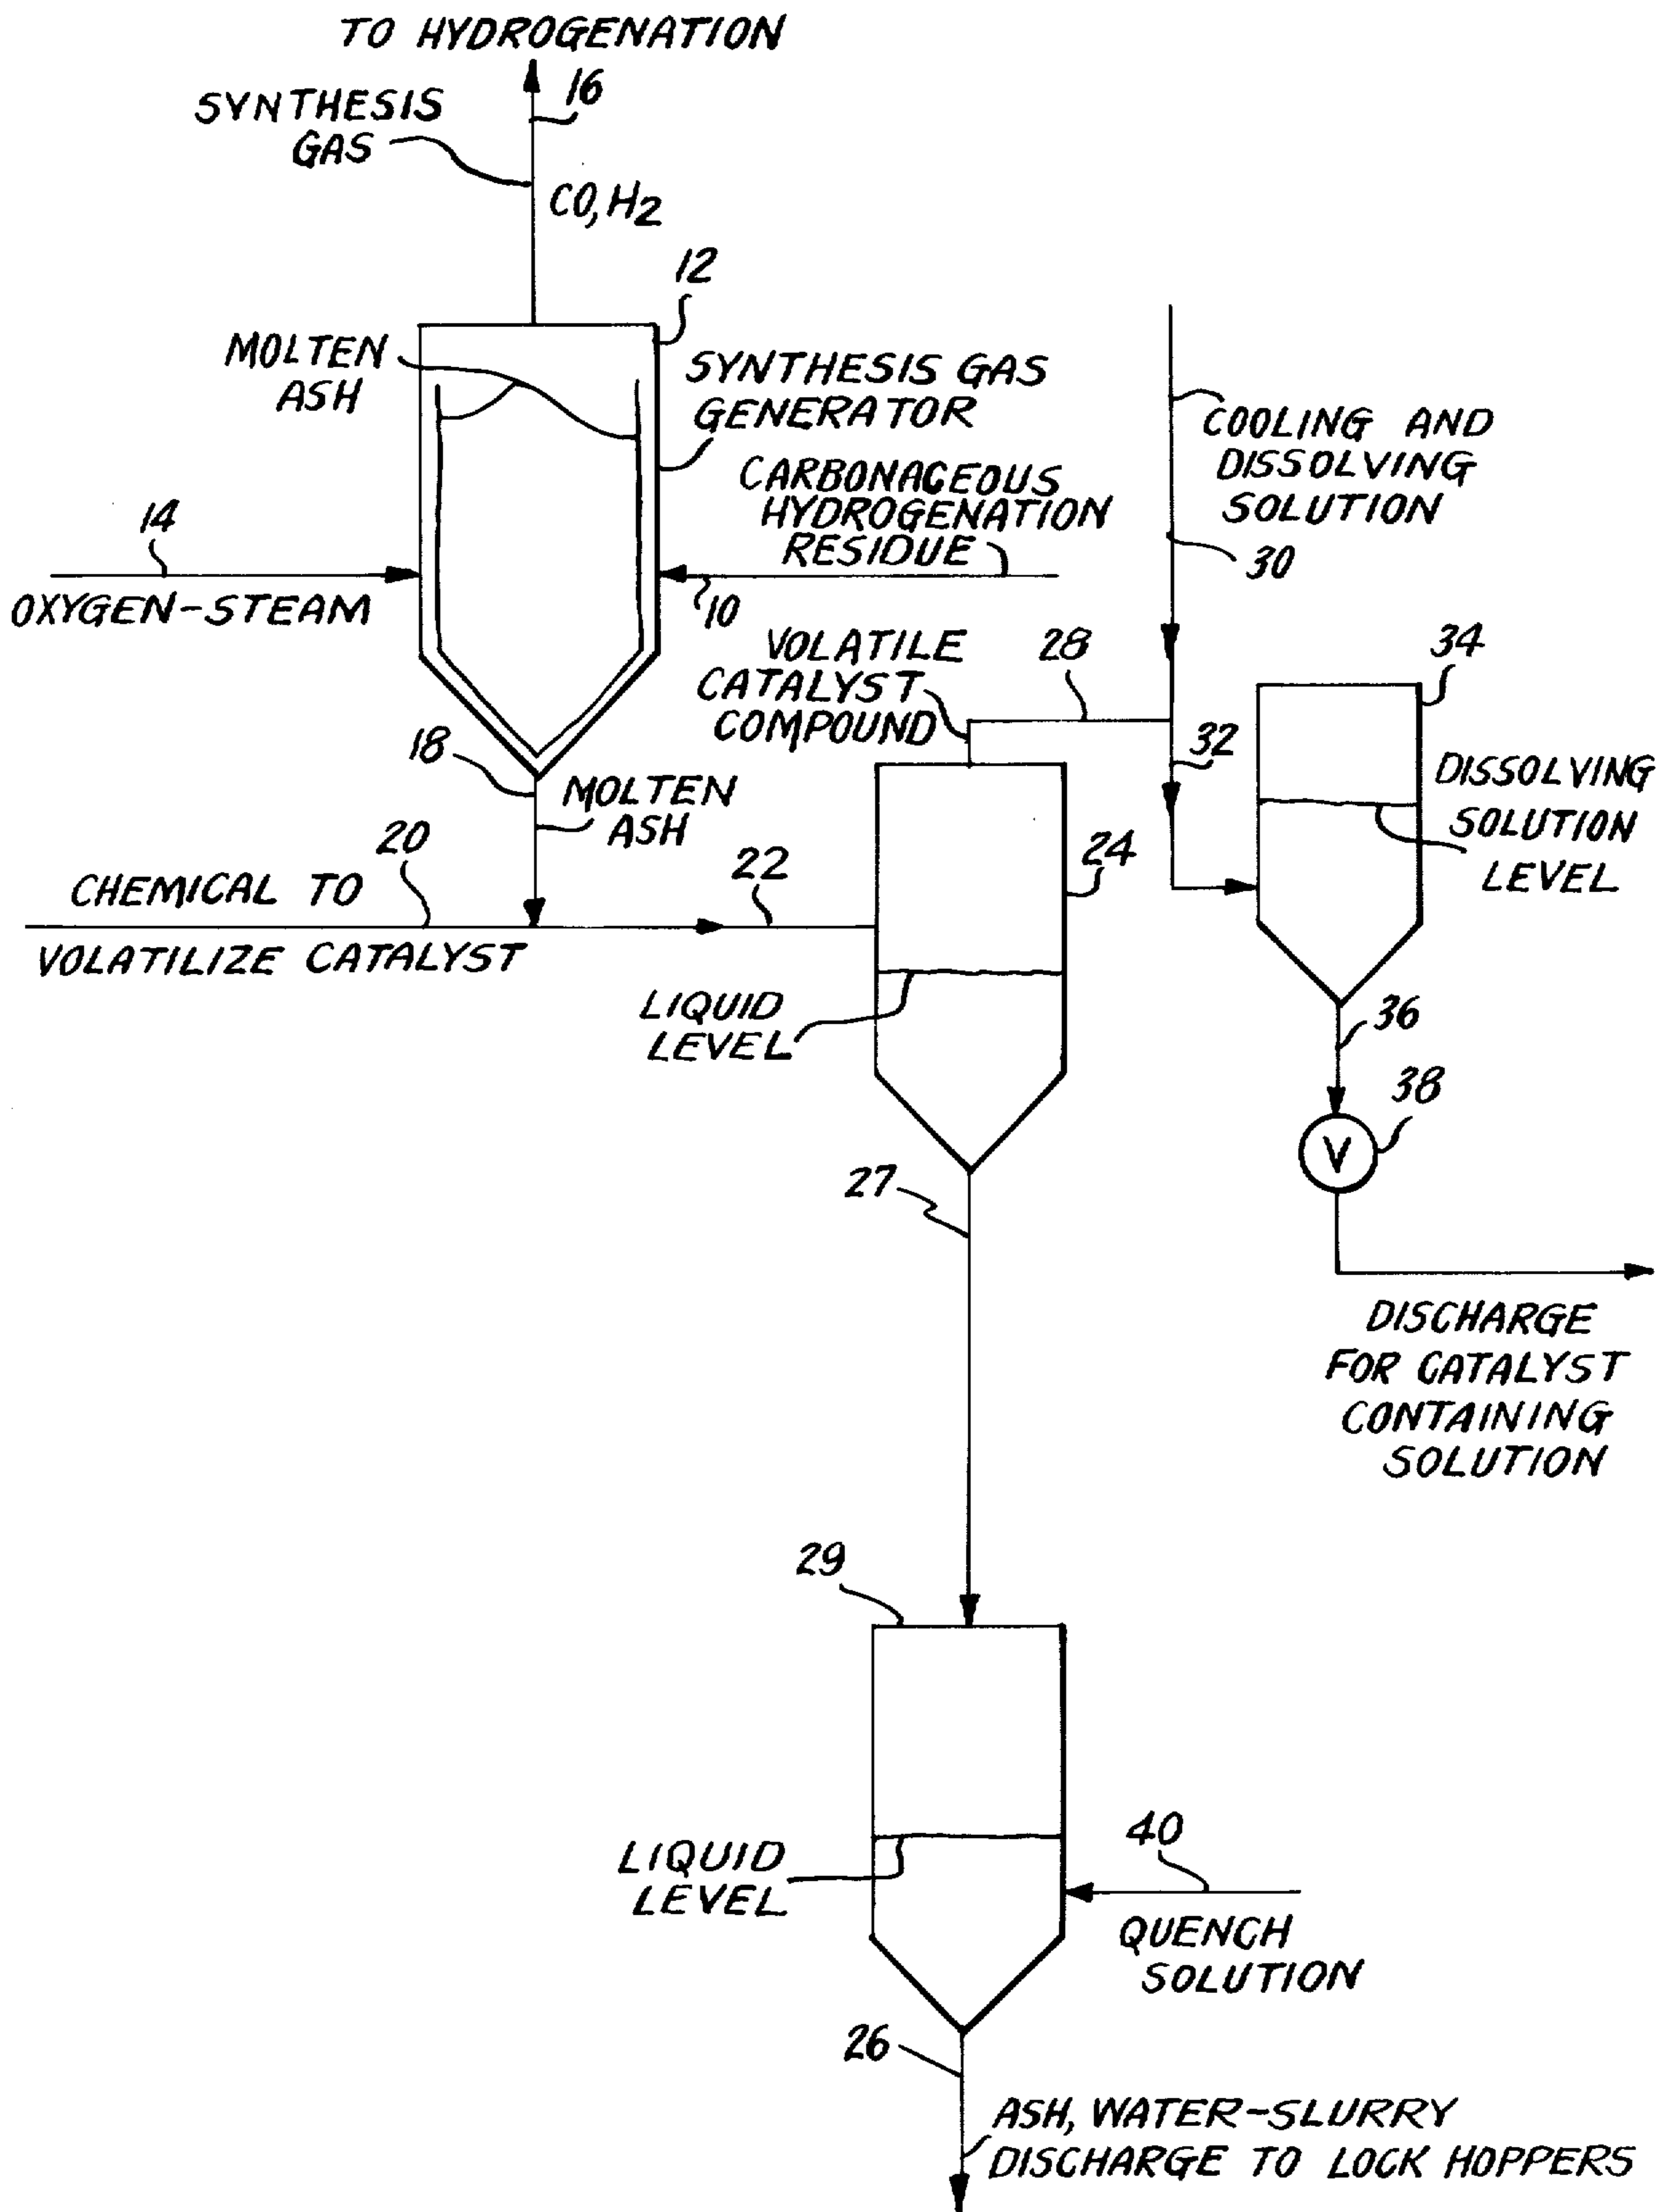 TO HYDROGENATION
16
SYNTHESIS
GAS
CO, H2
12
MOLTEN
ASH
SYNTHESIS GAS
GENERATOR
CARBONACEOUS
HYDROGENATION
RESIDUE
10
14
OXYGEN-STEAM
COOLING AND
DISSOLVING
SOLUTION
30
VOLATILE
CATALYST
COMPOUND
28
32
34
DISSOLVING
SOLUTION
LEVEL
18
MOLTEN
ASH
20
CHEMICAL TO
VOLATILIZE CATALYST
22
24
LIQUID
LEVEL
36
38
V
27
DISCHARGE
FOR CATALYST
CONTAINING
SOLUTION
29
LIQUID
LEVEL
40
QUENCH
SOLUTION
26
ASH, WATER-SLURRY
DISCHARGE TO LOCK HOPPERS